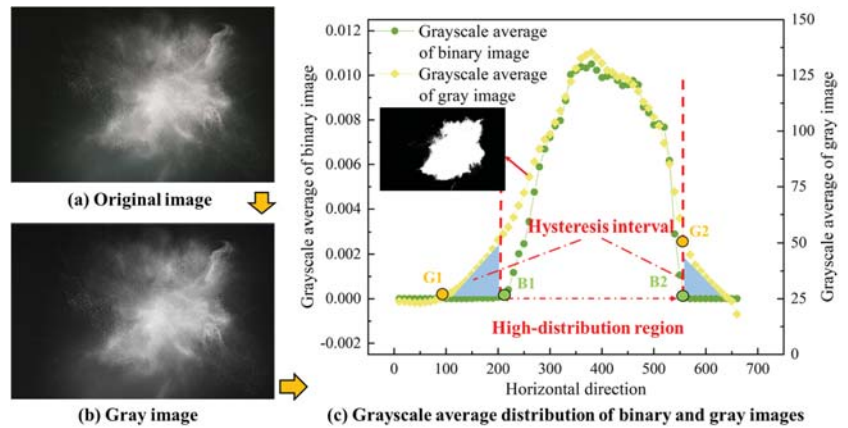 (a) Original image
(b) Gray image
Grayscale average of binary image
0.012
0.010
0.008
0.006
0.004
0.002
0.000
-0.002
Grayscale average
of binary image
Grayscale average
of gray image
Hysteresis interval
G1
B1
G2
B2
High-distribution region
150
125
100
75
50
25
0
Grayscale average of gray image
0 100 200 300 400 500 600 700
Horizontal direction
(c) Grayscale average distribution of binary and gray images